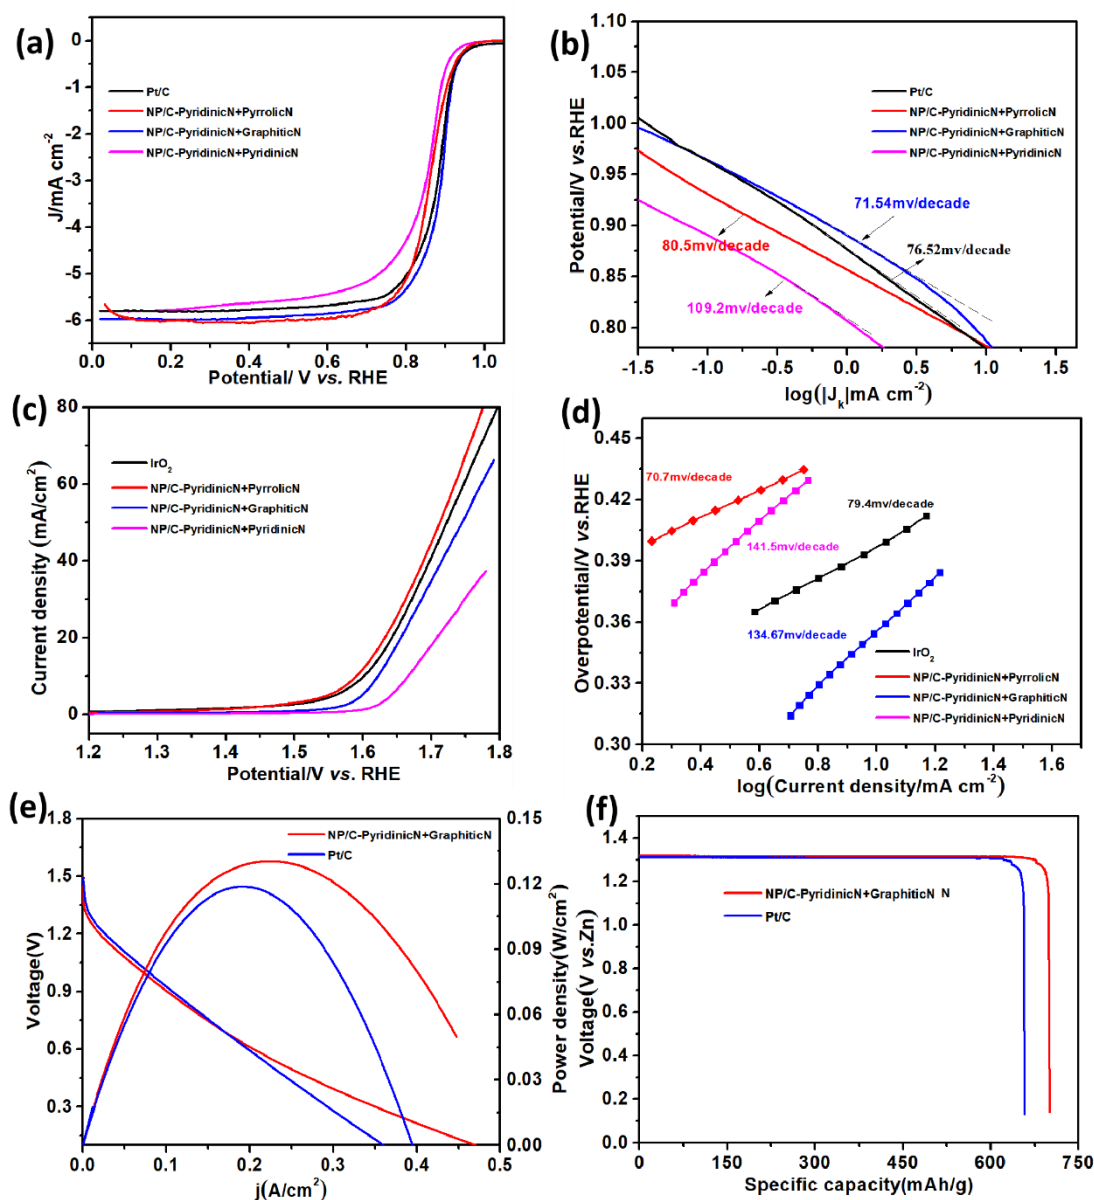 (a)
0
-1
-2
-3
-4
-5
-6
J/mA cm-2
Pt/C
NP/C-PyridinicN+PyrrolicN
NP/C-PyridinicN+GraphiticN
NP/C-PyridinicN+PyridinicN
0.0 0.2 0.4 0.6 0.8 1.0
Potential/ V vs. RHE
(b)
1.10
1.05
1.00
0.95
0.90
0.85
0.80
Potential/V vs.RHE
Pt/C
NP/C-PyridinicN+PyrrolicN
NP/C-PyridinicN+GraphiticN
NP/C-PyridinicN+PyridinicN
71.54mv/decade
80.5mv/decade
76.52mv/decade
109.2mv/decade
-1.5 -1.0 -0.5 0.0 0.5 1.0 1.5
log(|Jk|mA cm-2)
(c)
80
60
40
20
0
Current density (mA/cm2)
IrO2
NP/C-PyridinicN+PyrrolicN
NP/C-PyridinicN+GraphiticN
NP/C-PyridinicN+PyridinicN
1.2 1.3 1.4 1.5 1.6 1.7 1.8
Potential/V vs. RHE
(d)
0.45
0.42
0.39
0.36
0.33
0.30
Overpotential/V vs.RHE
70.7mv/decade
79.4mv/decade
141.5mv/decade
134.67mv/decade
IrO2
NP/C-PyridinicN+PyrrolicN
NP/C-PyridinicN+GraphiticN
NP/C-PyridinicN+PyridinicN
0.2 0.4 0.6 0.8 1.0 1.2 1.4 1.6
log(Current density/mA cm-2)
(e)
1.8
1.5
1.2
0.9
0.6
0.3
Voltage(V)
NP/C-PyridinicN+GraphiticN
Pt/C
0.15
0.12
0.09
0.06
0.03
0.00
Power density(W/cm2)
0.0 0.1 0.2 0.3 0.4 0.5
j(A/cm2)
(f)
1.4
1.3
1.2
1.1
1.0
0.9
0.8
0.7
0.6
0.5
0.4
0.3
0.2
0.1
0.0
Voltage(V vs.Zn)
NP/C-PyridinicN+GraphiticN N
Pt/C
0 150 300 450 600 750
Specific capacity(mAh/g)